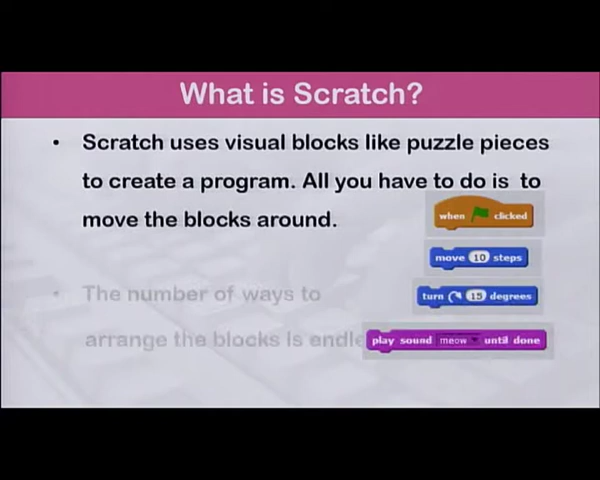 What is Scratch?
• Scratch uses visual blocks like puzzle pieces
to create a program. All you have to do is to
move the blocks around.
when clicked
move 10 steps
turn 15 degrees
• The number of ways to
arrange the blocks is
play sound meow until done